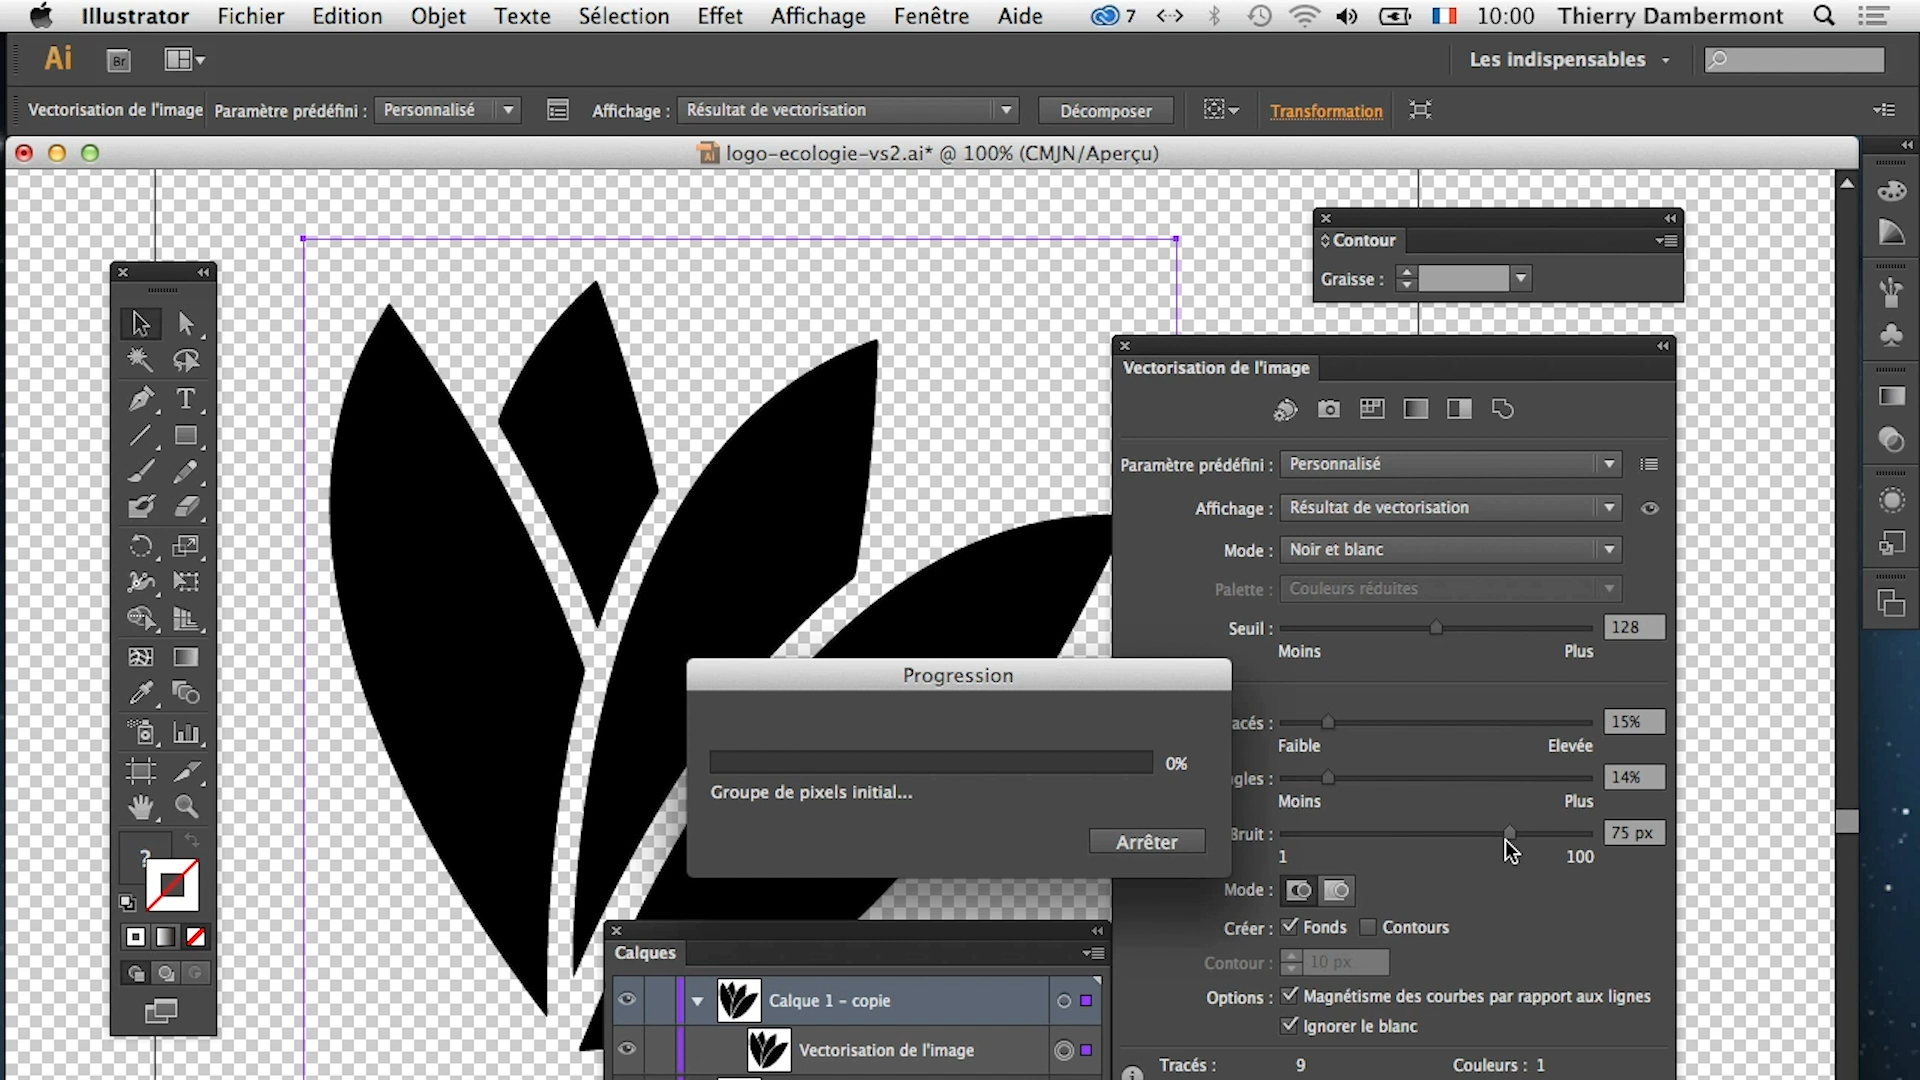 Illustrator Fichier Edition Objet Texte Sélection Effet Affichage Fenêtre Aide 7 10:00 Thierry Dambermont
Ai Br Les indispensables
Vectorisation de l'image Paramètre prédéfini : Personnalisé Affichage : Résultat de vectorisation Décomposer Transformation
logo-ecologie-vs2.ai* @ 100% (CMJN/Aperçu)
Contour
Graisse :
Vectorisation de l'image
Paramètre prédéfini : Personnalisé
Affichage : Résultat de vectorisation
Mode : Noir et blanc
Palette : Couleurs réduites
Seuil : 128
Moins Plus
acés : 15%
Faible Elevée
gles : 14%
Moins Plus
Bruit : 75 px
1 100
Mode :
Créer : Fonds Contours
Contour : 10 px
Options : Magnétisme des courbes par rapport aux lignes
Ignorer le blanc
Tracés : 9 Couleurs : 1
Progression
0%
Groupe de pixels initial...
Arrêter
T
?
Calques
Calque 1 - copie
Vectorisation de l'image